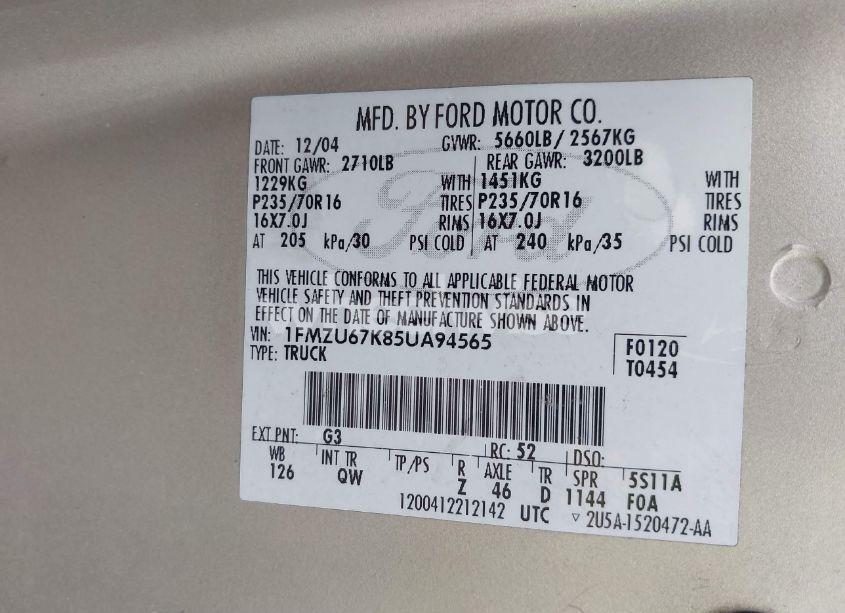 MFD. BY FORD MOTOR CO.
DATE: 12/04 GVWR: 5660LB/ 2567KG
FRONT GAWR: 2710LB REAR GAWR: 3200LB
1229KG WITH 1451KG WITH
P235/70R16 TIRES P235/70R16 TIRES
16X7.0J RIMS 16X7.0J RIMS
AT 205 kPa/30 PSI COLD AT 240 kPa/35 PSI COLD
Ford
THIS VEHICLE CONFORMS TO ALL APPLICABLE FEDERAL MOTOR
VEHICLE SAFETY AND THEFT PREVENTION STANDARDS IN
EFFECT ON THE DATE OF MANUFACTURE SHOWN ABOVE.
VIN: 1FMZU67K85UA94565 F0120
TYPE: TRUCK T0454
EXT PNT: G3 RC: 52 DSO:
WB INT TR TP/PS R AXLE TR SPR 5S11A
126 QW Z 46 D 1144 F0A
1200412212142 UTC ▽ 2U5A-1520472-AA